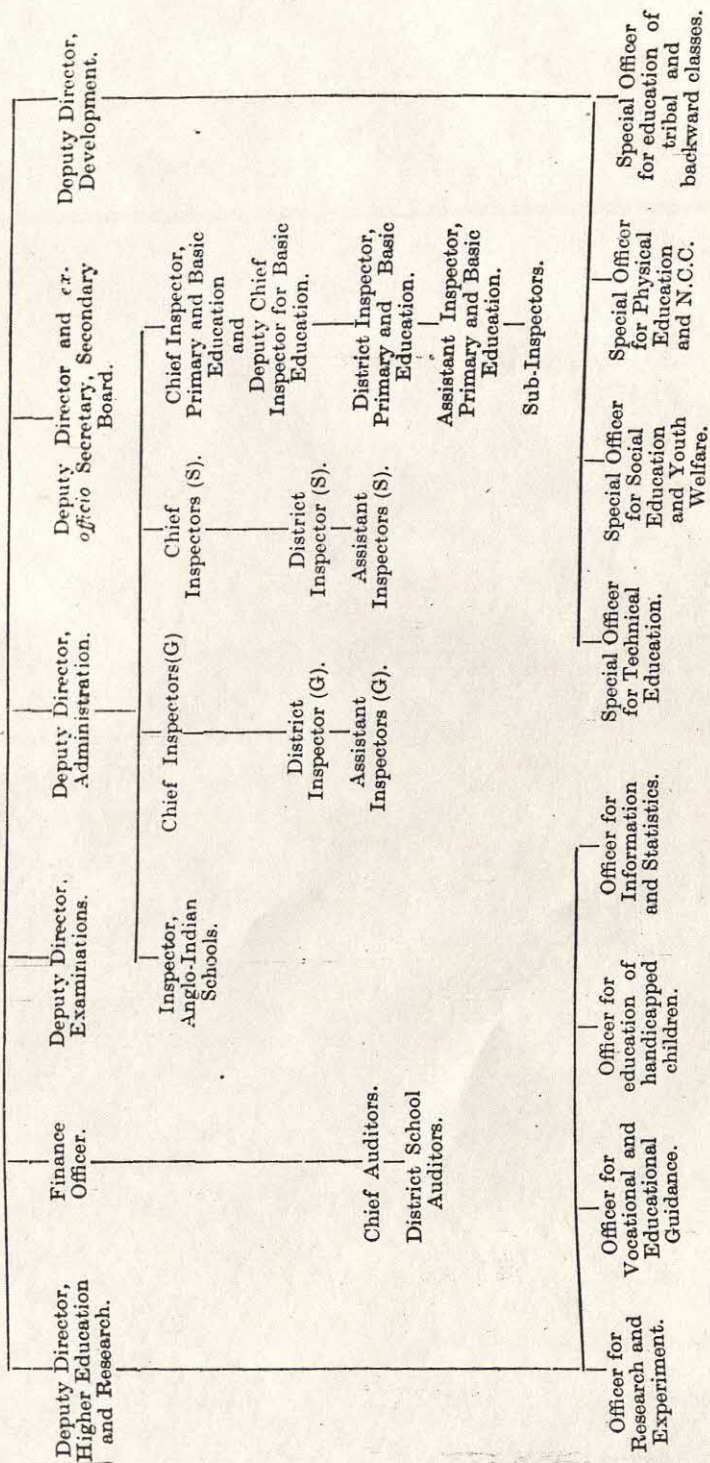 Deputy Director,
Higher Education
and Research.
Finance
Officer.
Deputy Director.
Examinations.
Deputy Director,
Administration.
Deputy Director and ex-
officio Secretary, Secondary
Board.
Deputy Director,
Development.
Inspector,
Anglo-Indian
Schools.
Chief Inspectors(G)
Chief
Inspectors (S).
Chief Inspector,
Primary and Basic
Education
and
Deputy Chief
Inspector for Basic
Education.
District
Inspector (G).
District
Inspector (S).
District Inspector,
Primary and Basic
Education.
Chief Auditors.
Assistant
Inspectors (G).
Assistant
Inspectors (S).
District School
Auditors.
Assistant Inspector,
Primary and Basic
Education.
Sub-Inspectors.
Officer for
Research and
Experiment.
Officer for
Vocational and
Educational
Guidance.
Officer for
education of
handicapped
children.
Officer for
Information
and Statistics.
Special Officer
for Technical
Education.
Special Officer
for Social
Education
and Youth
Welfare.
Special Officer
for Physical
Education
and N.C.C.
Special Officer
for education of
tribal and
backward classes.